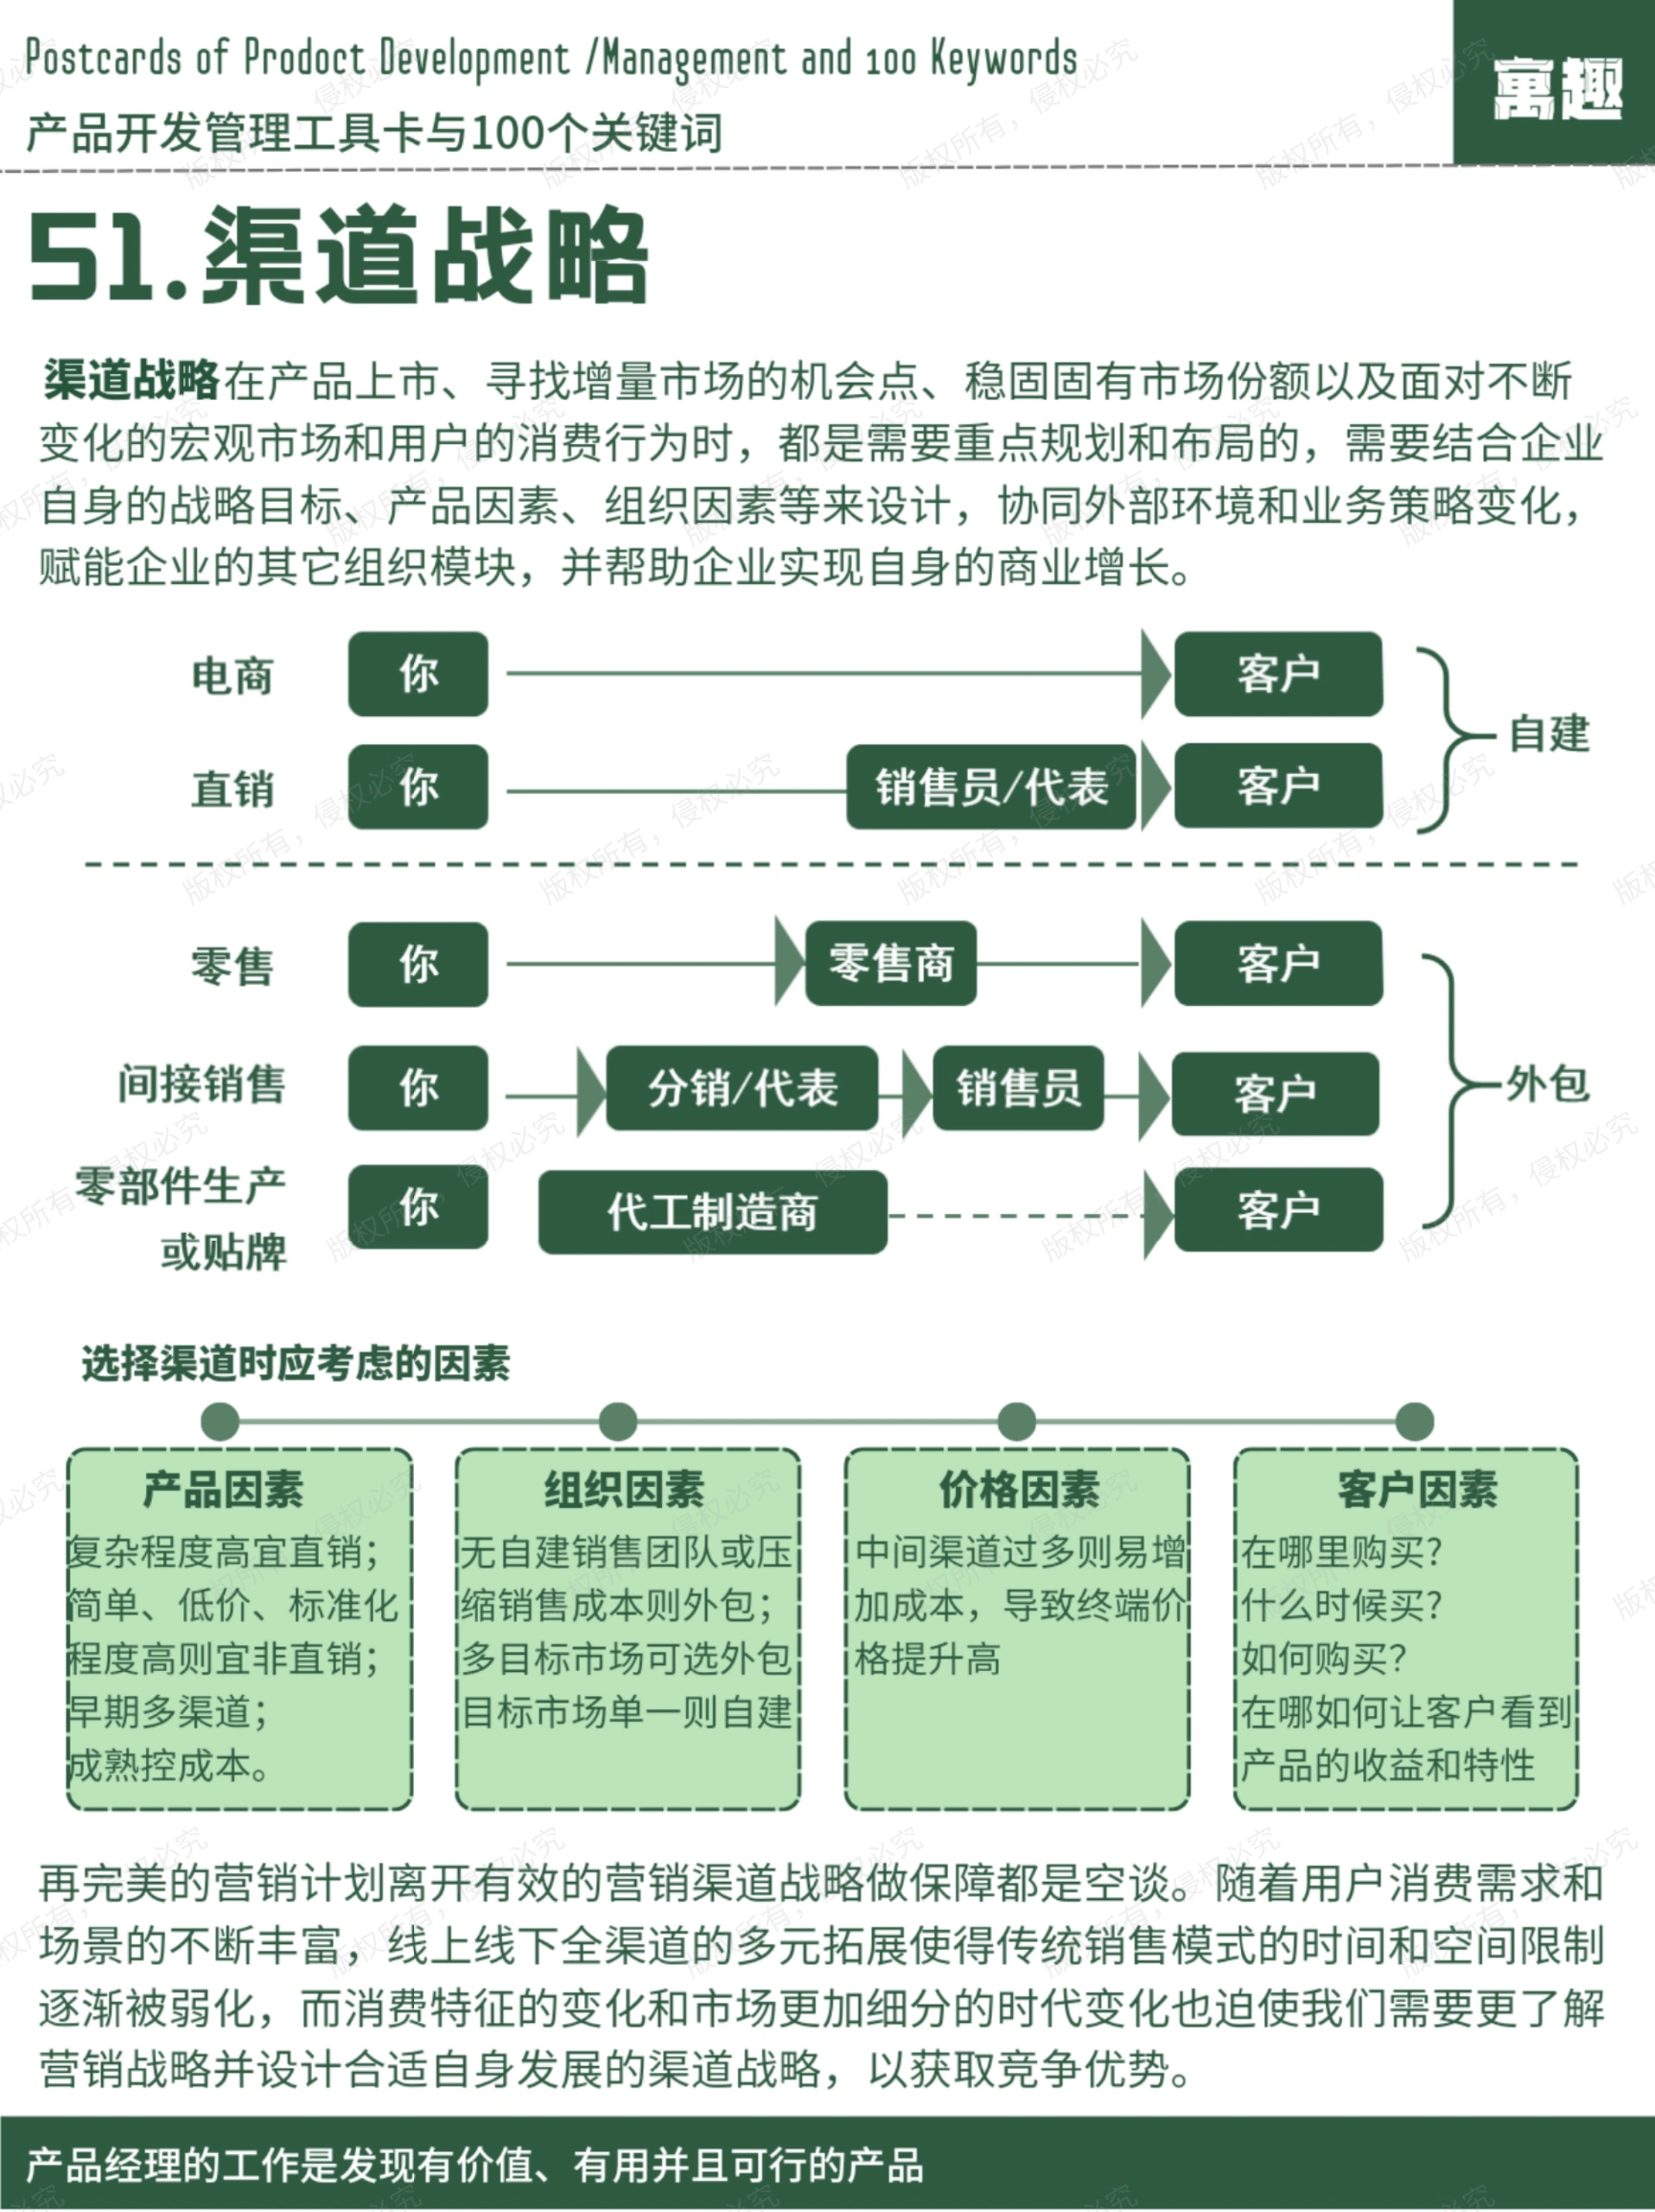 Postcards of Prodoct Development /Management and 100 Keywords
产品开发管理工具卡与100个关键词
萬趣
51.渠道战略
渠道战略在产品上市、寻找增量市场的机会点、稳固固有市场份额以及面对不断
变化的宏观市场和用户的消费行为时，都是需要重点规划和布局的，需要结合企业
自身的战略目标、产品因素、组织因素等来设计，协同外部环境和业务策略变化，
赋能企业的其它组织模块，并帮助企业实现自身的商业增长。
电商 你 客户
直销 你 销售员/代表 客户
自建
零售 你 零售商 客户
间接销售 你 分销/代表 销售员 客户
外包
零部件生产
或贴牌
你 代工制造商 客户
选择渠道时应考虑的因素
产品因素
复杂程度高宜直销；
简单、低价、标准化
程度高则宜非直销；
早期多渠道；
成熟控成本。
组织因素
无自建销售团队或压
缩销售成本则外包；
多目标市场可选外包
目标市场单一则自建
价格因素
中间渠道过多则易增
加成本，导致终端价
格提升高
客户因素
在哪里购买?
什么时候买?
如何购买?
在哪如何让客户看到
产品的收益和特性
再完美的营销计划离开有效的营销渠道战略做保障都是空谈。随着用户消费需求和
场景的不断丰富，线上线下全渠道的多元拓展使得传统销售模式的时间和空间限制
逐渐被弱化，而消费特征的变化和市场更加细分的时代变化也迫使我们需要更了解
营销战略并设计合适自身发展的渠道战略，以获取竞争优势。
产品经理的工作是发现有价值、有用并且可行的产品
版权所有，侵权必究